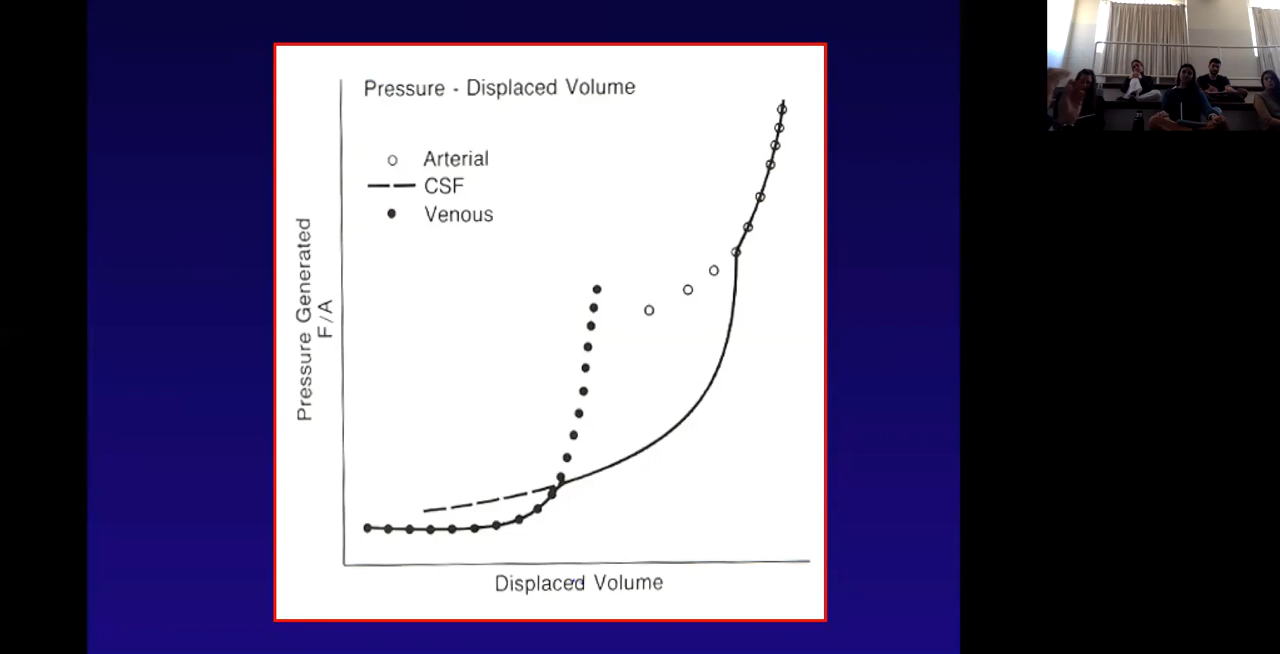 Pressure - Displaced Volume
Arterial
CSF
Venous
Pressure Generated
F/A
Displaced Volume